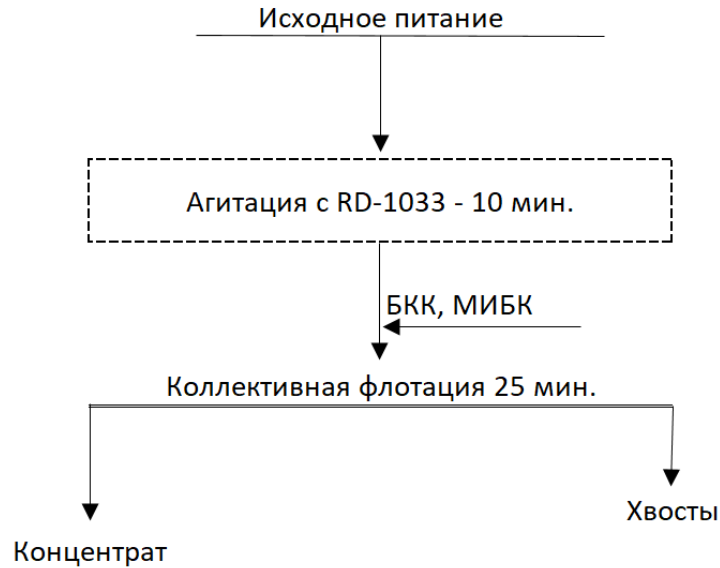 Исходное питание
Агитация с RD-1033 - 10 мин.
БКК, МИБК
Коллективная флотация 25 мин.
Хвосты
Концентрат